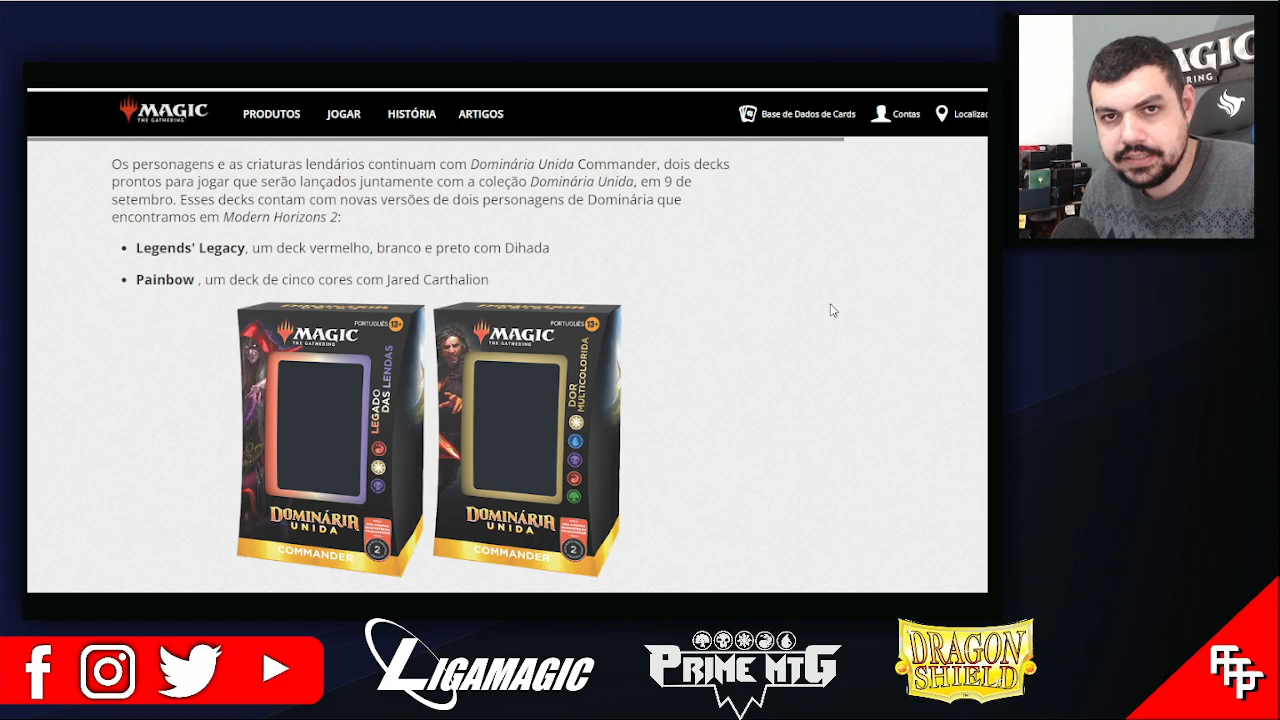 MAGIC
THE GATHERING
PRODUTOS
JOGAR
HISTÓRIA
ARTIGOS
Base de Dados de Cards
Contas
Os personagens e as criaturas lendários continuam com Dominária Unida Commander, dois decks
prontos para jogar que serão lançados juntamente com a coleção Dominária Unida, em 9 de
setembro. Esses decks contam com novas versões de dois personagens de Dominária que
encontramos em Modern Horizons 2:
• Legends' Legacy, um deck vermelho, branco e preto com Dihada
• Painbow , um deck de cinco cores com Jared Carthalion
PORTUGUÊS 13+
MAGIC
THE GATHERING
LEGADO
DAS LENDAS
DOMINÁRIA
UNIDA
COMMANDER
2
PORTUGUÊS 13+
MAGIC
THE GATHERING
DOR
MULTICOLORIDA
DOMINÁRIA
UNIDA
COMMANDER
2
LIGAMAGIC
PRIME MTG
DRAGON
SHIELD